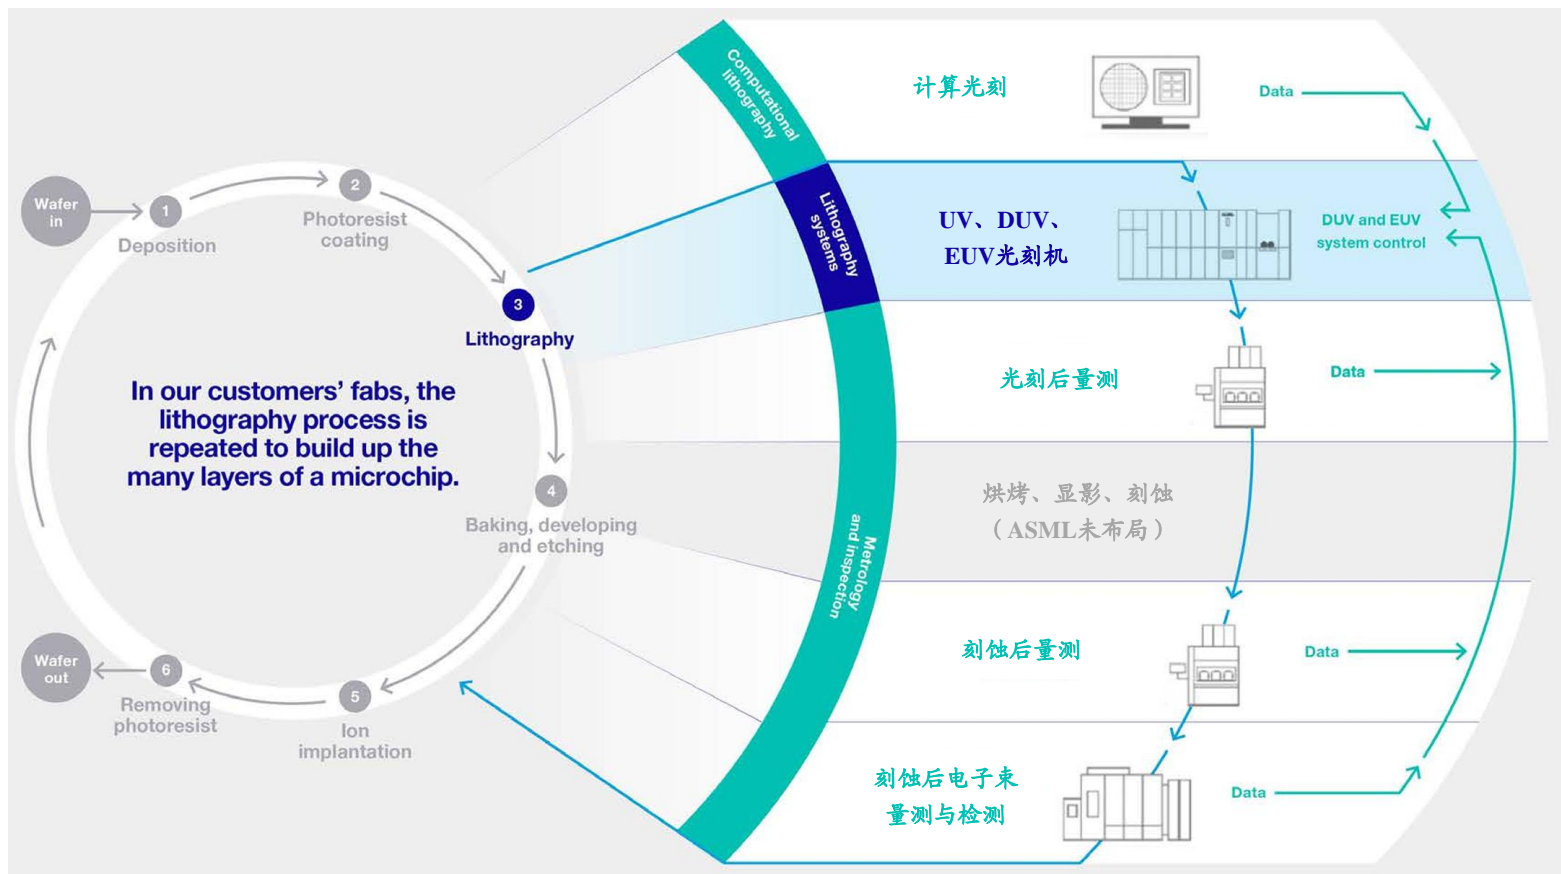 Wafer
in
1
Deposition
2
Photoresist
coating
3
Lithography
In our customers’ fabs, the
lithography process is
repeated to build up the
many layers of a microchip.
4
Baking, developing
and etching
5
Ion
implantation
6
Removing
photoresist
Wafer
out
Computational
lithography
Lithography
systems
Metrology
and inspection
计算光刻
Data
UV、DUV、
EUV光刻机
DUV and EUV
system control
光刻后量测
Data
烘烤、显影、刻蚀
（ASML未布局）
刻蚀后量测
Data
刻蚀后电子束
量测与检测
Data